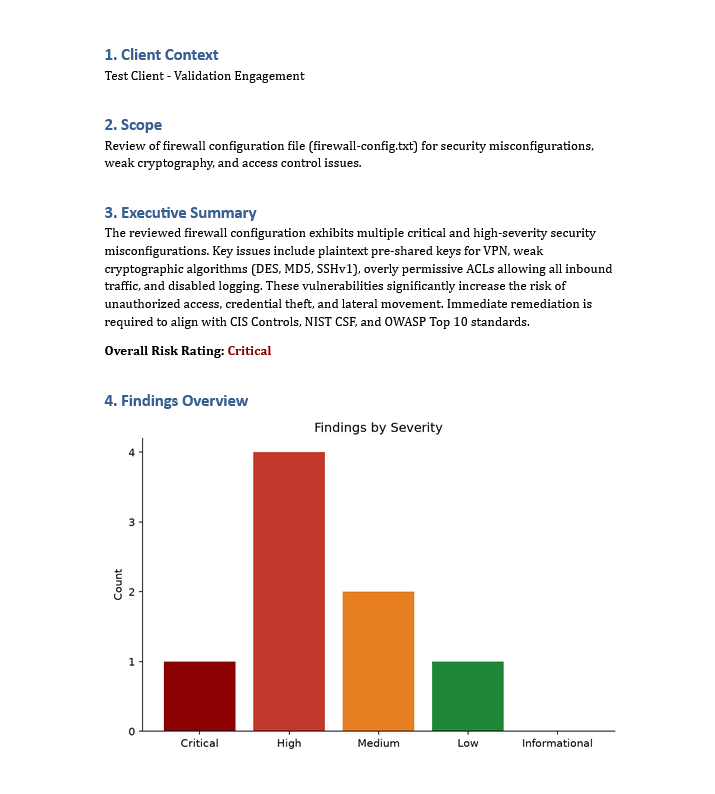 1. Client Context
Test Client - Validation Engagement
2. Scope
Review of firewall configuration file (firewall-config.txt) for security misconfigurations,
weak cryptography, and access control issues.
3. Executive Summary
The reviewed firewall configuration exhibits multiple critical and high-severity security
misconfigurations. Key issues include plaintext pre-shared keys for VPN, weak
cryptographic algorithms (DES, MD5, SSHv1), overly permissive ACLs allowing all inbound
traffic, and disabled logging. These vulnerabilities significantly increase the risk of
unauthorized access, credential theft, and lateral movement. Immediate remediation is
required to align with CIS Controls, NIST CSF, and OWASP Top 10 standards.
Overall Risk Rating: Critical
4. Findings Overview
Findings by Severity
4
3
2
1
0
Count
Critical High Medium Low Informational